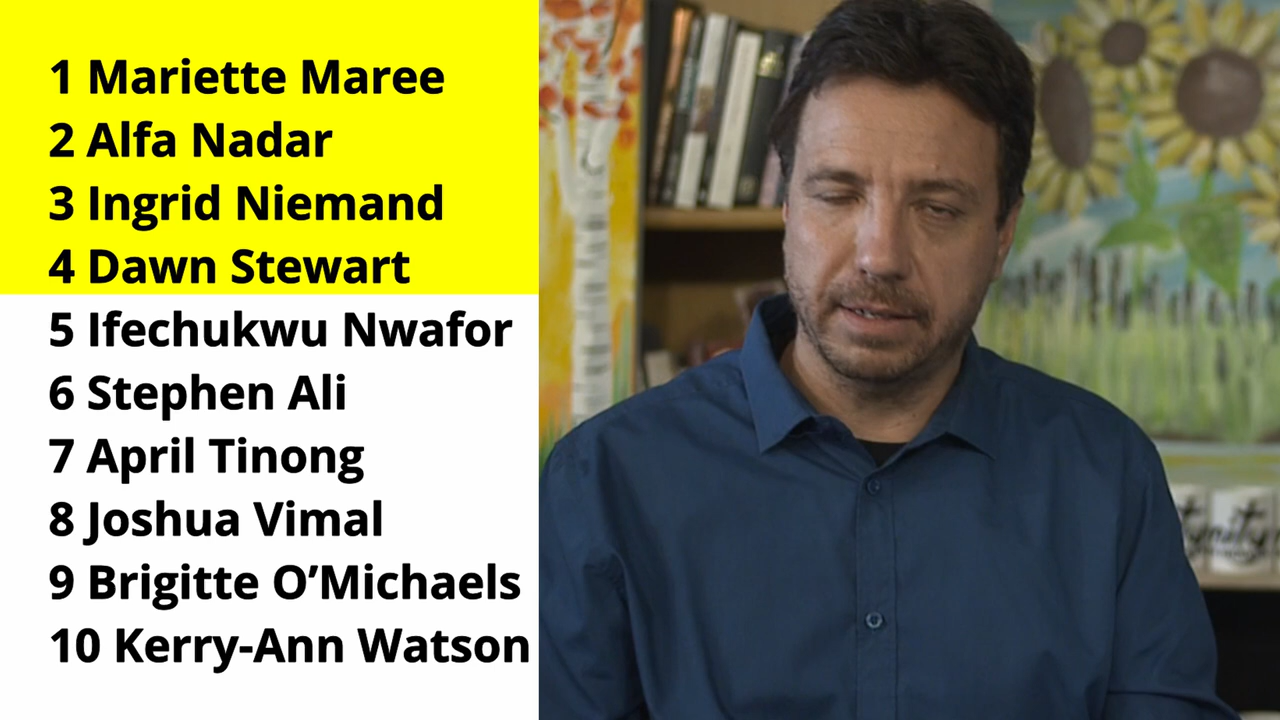 1 Mariette Maree
2 Alfa Nadar
3 Ingrid Niemand
4 Dawn Stewart
5 Ifechukwu Nwafor
6 Stephen Ali
7 April Tinong
8 Joshua Vimal
9 Brigitte O’Michaels
10 Kerry-Ann Watson